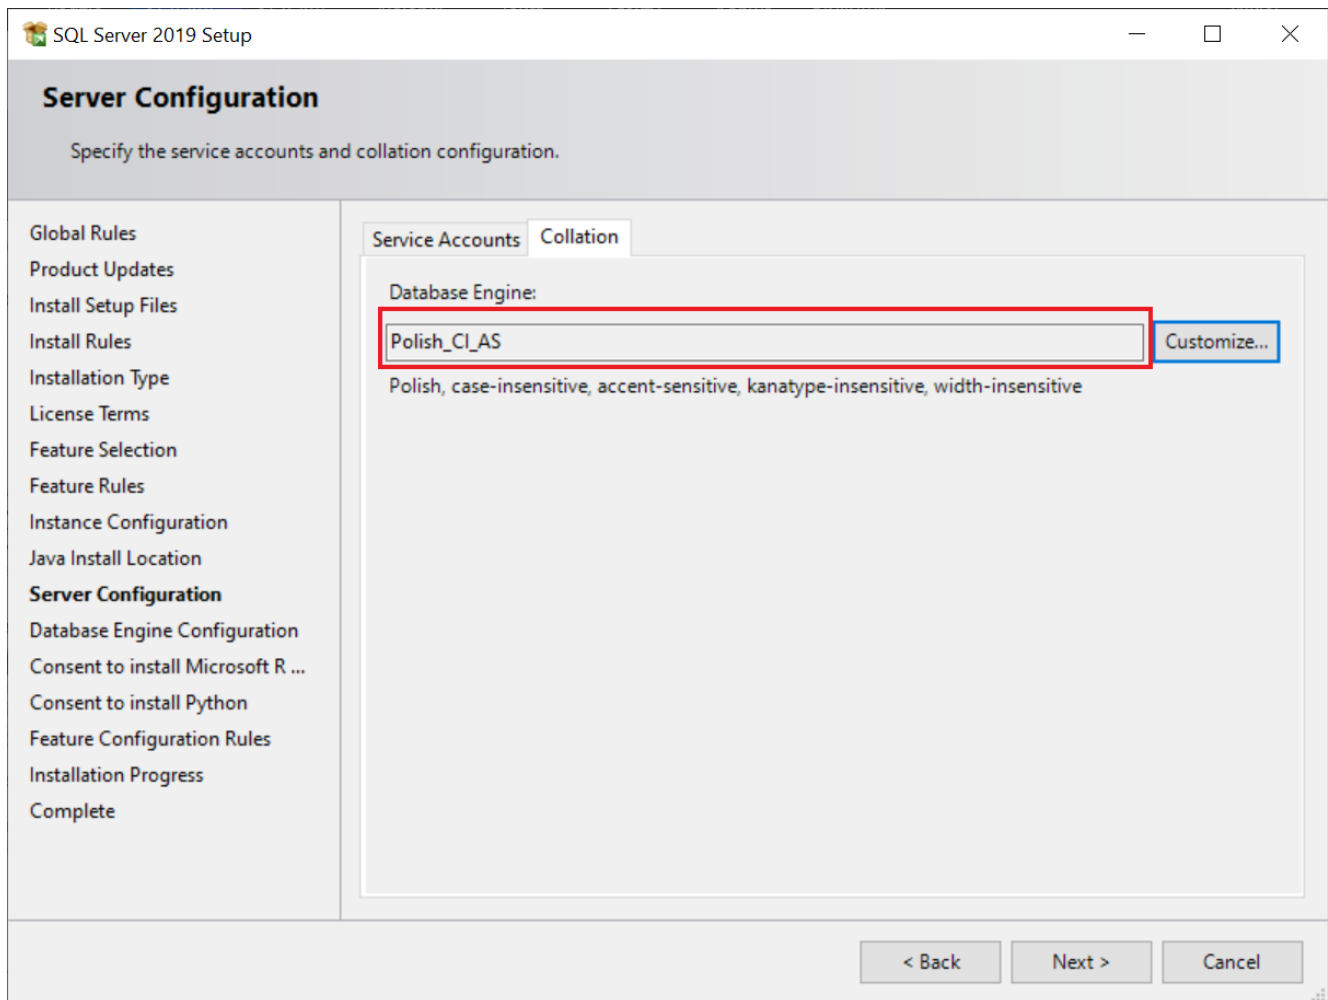 SQL Server 2019 Setup
Server Configuration
Specify the service accounts and collation configuration.
Global Rules
Product Updates
Install Setup Files
Install Rules
Installation Type
License Terms
Feature Selection
Feature Rules
Instance Configuration
Java Install Location
Server Configuration
Database Engine Configuration
Consent to install Microsoft R ...
Consent to install Python
Feature Configuration Rules
Installation Progress
Complete
Service Accounts
Collation
Database Engine:
Polish_CI_AS
Customize...
Polish, case-insensitive, accent-sensitive, kanatype-insensitive, width-insensitive
< Back
Next >
Cancel